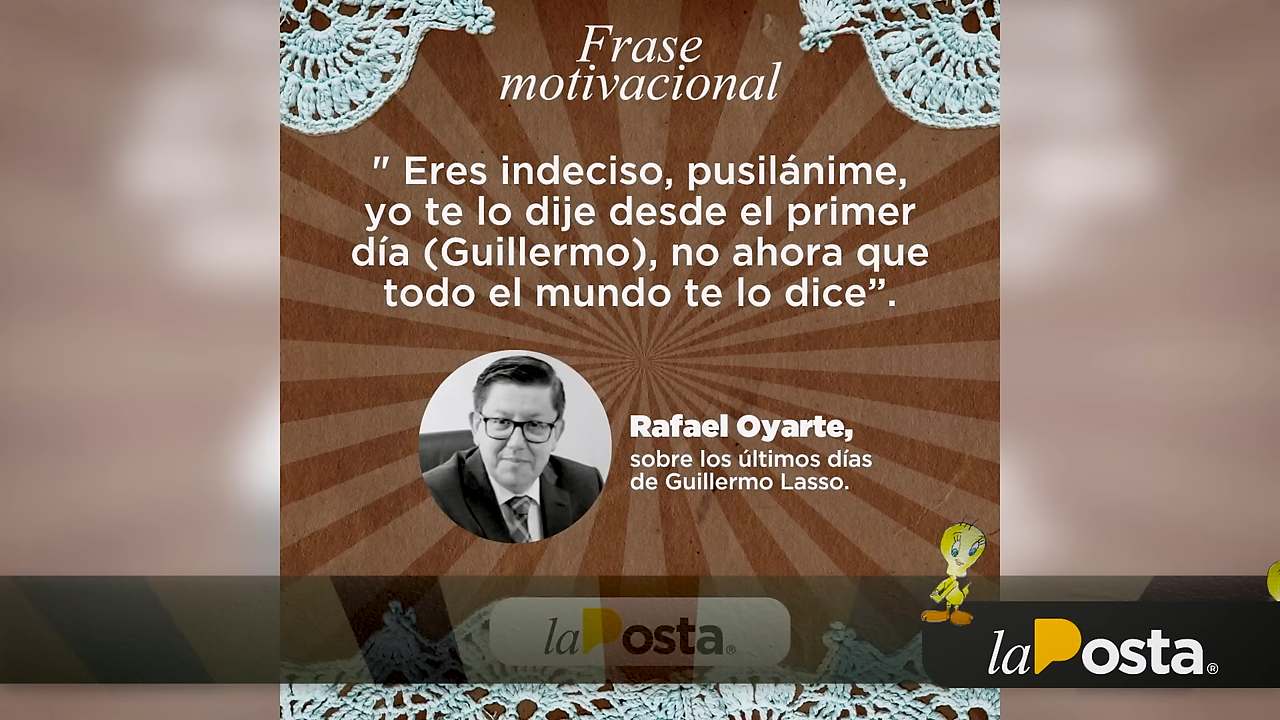 Frase
motivacional
" Eres indeciso, pusilánime,
yo te lo dije desde el primer
día (Guillermo), no ahora que
todo el mundo te lo dice”.
Rafael Oyarte,
sobre los últimos días
de Guillermo Lasso.
laPosta®
laPosta®